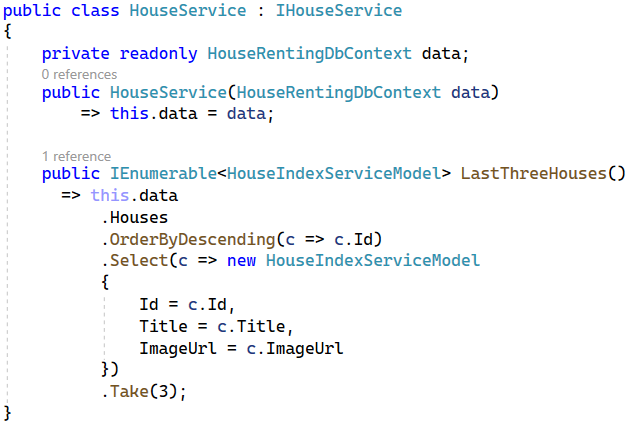 public class HouseService : IHouseService
{
    private readonly HouseRentingDbContext data;
    0 references
    public HouseService(HouseRentingDbContext data)
        => this.data = data;

    1 reference
    public IEnumerable<HouseIndexServiceModel> LastThreeHouses()
      => this.data
          .Houses
          .OrderByDescending(c => c.Id)
          .Select(c => new HouseIndexServiceModel
          {
              Id = c.Id,
              Title = c.Title,
              ImageUrl = c.ImageUrl
          })
          .Take(3);
}